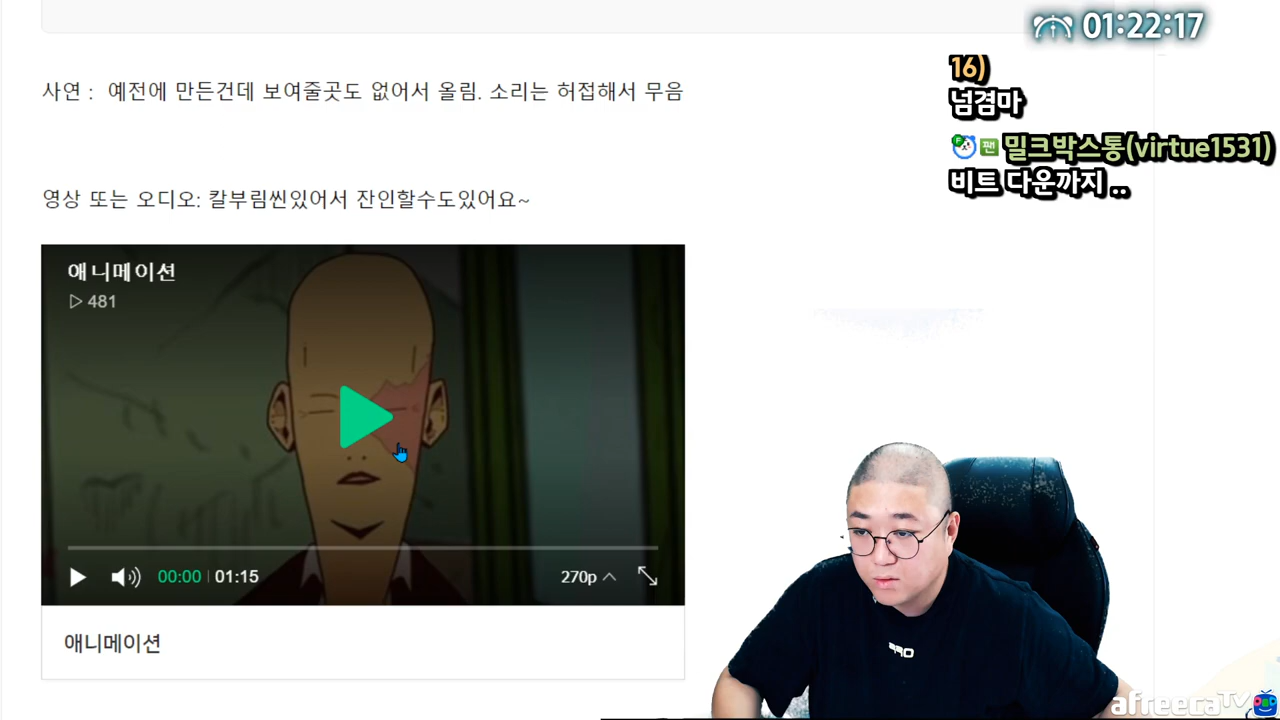 01:22:17
사연 : 예전에 만든건데 보여줄곳도 없어서 올림. 소리는 허접해서 무음
16)
넘겸마
팬 밀크박스통(virtue1531)
비트 다운까지 ..
영상 또는 오디오: 칼부림씬있어서 잔인할수도있어요~
애니메이션
481
00:00 01:15
270p
애니메이션
afreecaTV